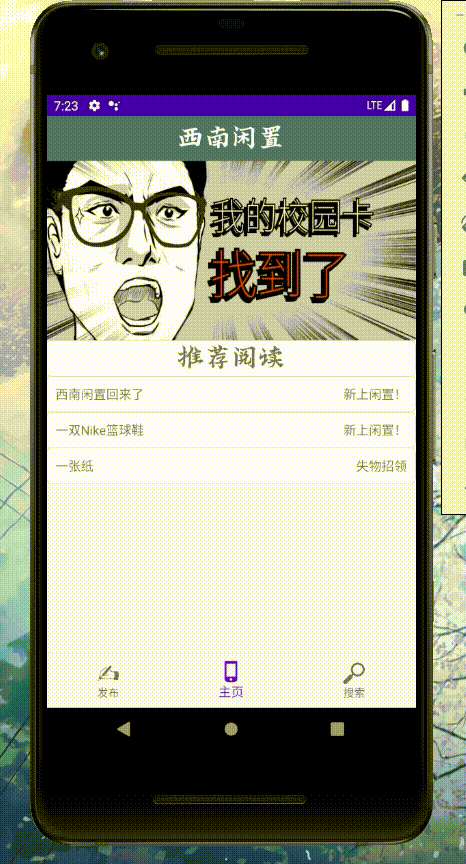 7:23 LTE
西南闲置
我的校园卡
找到了
推荐阅读
西南闲置回来了 新上闲置！
一双Nike篮球鞋 新上闲置！
一张纸 失物招领
发布 主页 搜索